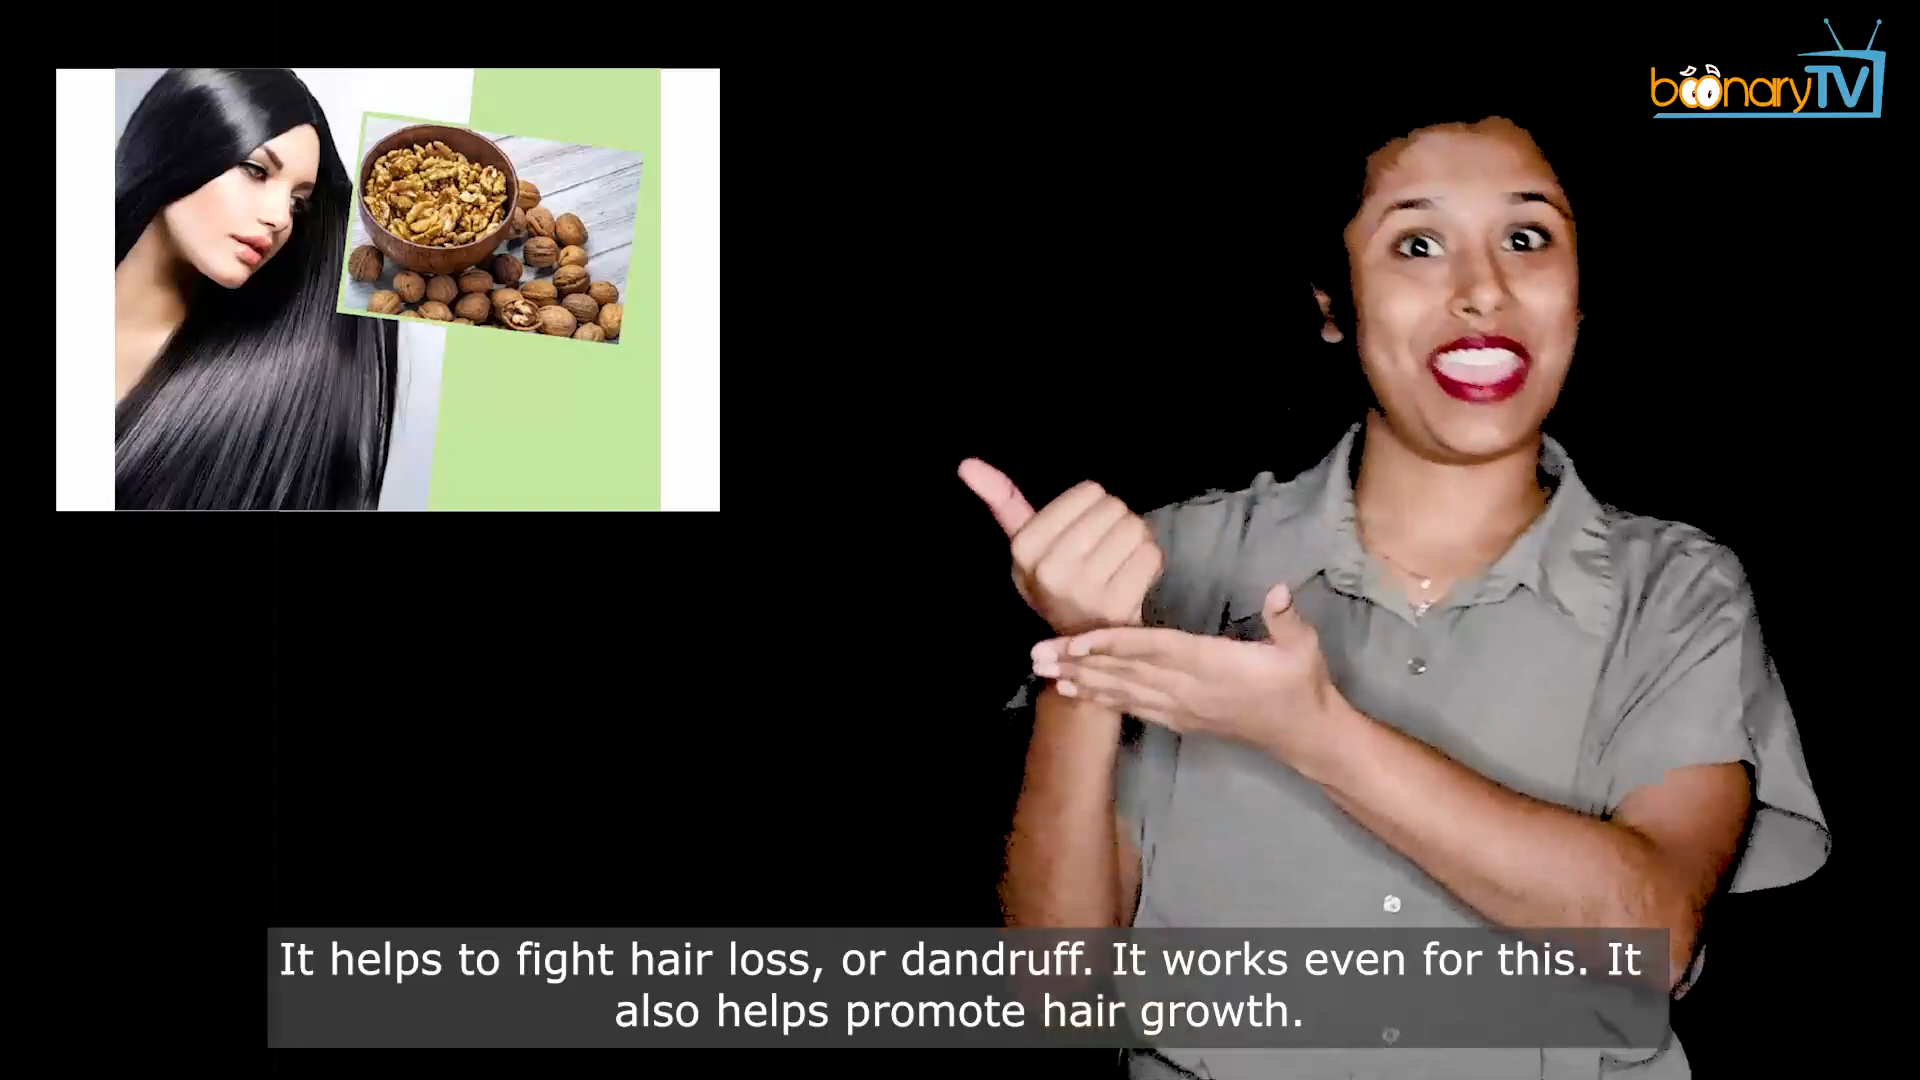 boonaryTV
It helps to fight hair loss, or dandruff. It works even for this. It
also helps promote hair growth.